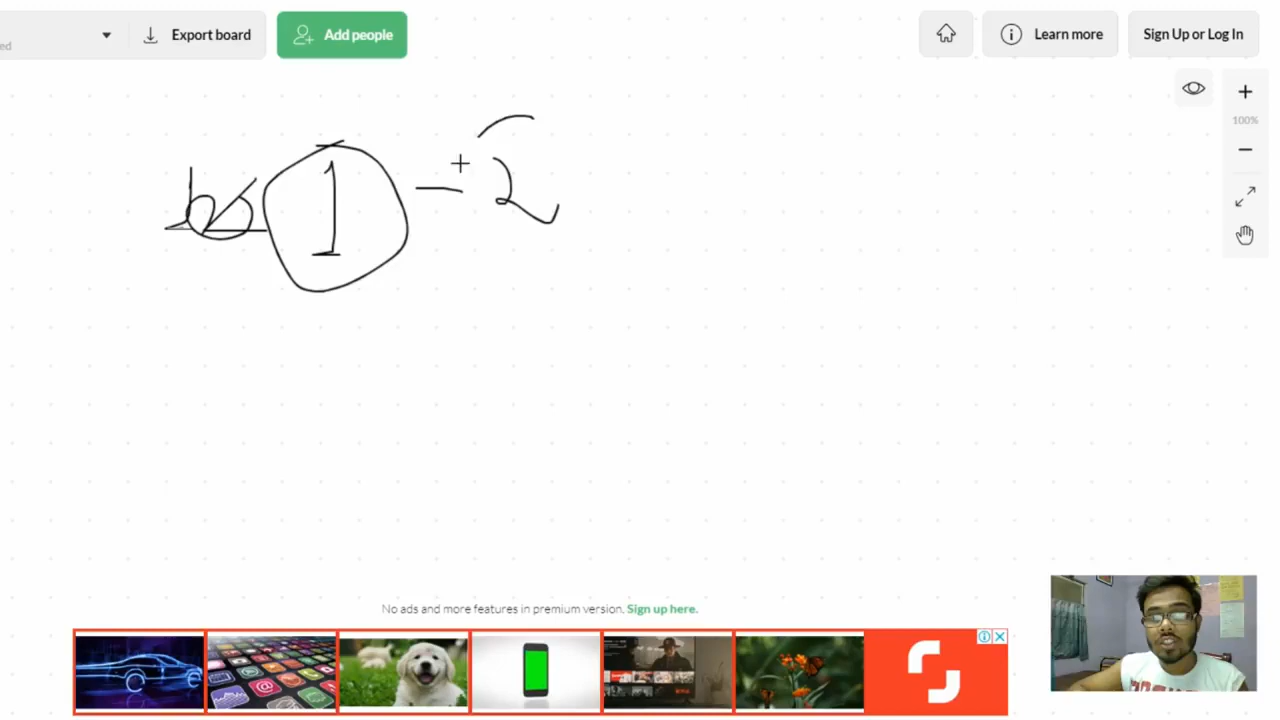 ed
Export board
Add people
Learn more
Sign Up or Log In
100%
1 - 2
No ads and more features in premium version. Sign up here.